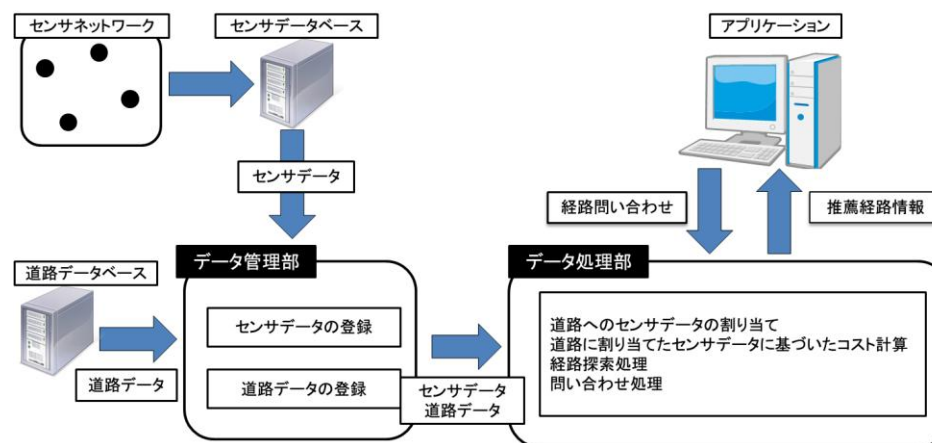 センサネットワーク
センサデータベース
アプリケーション
センサデータ
経路問い合わせ
推薦経路情報
道路データベース
データ管理部
データ処理部
センサデータの登録
道路データの登録
道路データ
センサデータ
道路データ
道路へのセンサデータの割り当て
道路に割り当てたセンサデータに基づいたコスト計算
経路探索処理
問い合わせ処理